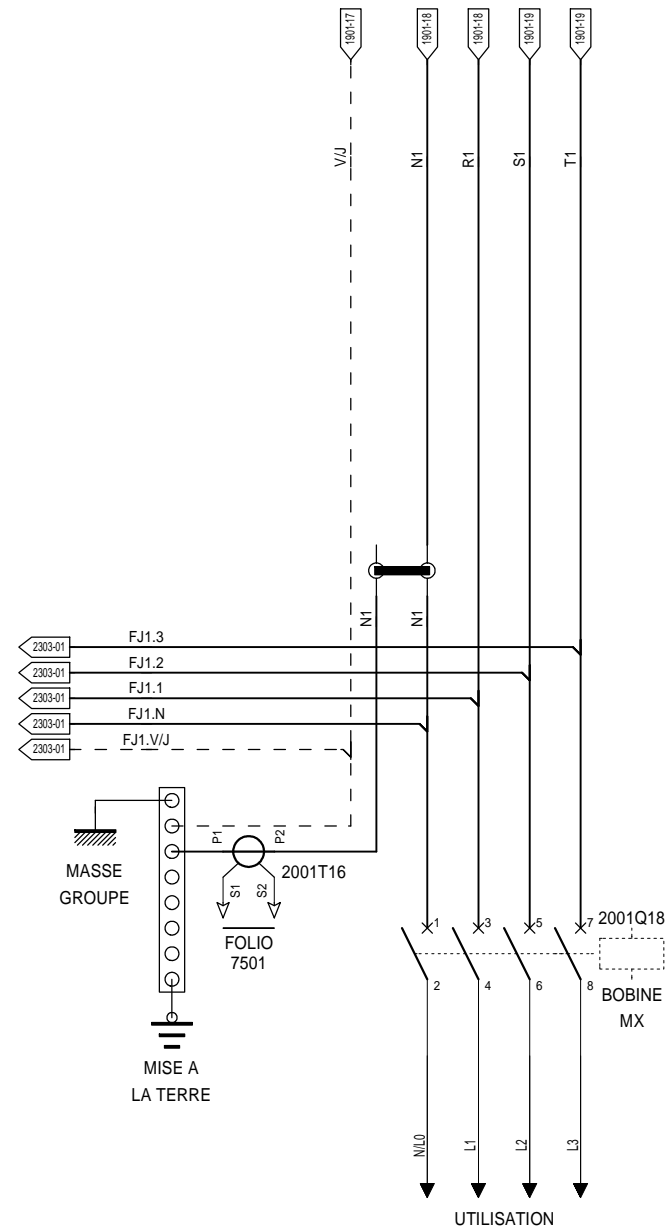 1901-17
1901-18
1901-18
1901-19
1901-19
V/J
N1
R1
S1
T1
N1
N1
2303-01
FJ1.3
2303-01
FJ1.2
2303-01
FJ1.1
2303-01
FJ1.N
2303-01
FJ1.V/J
P1
P2
2001T16
S1
S2
MASSE
GROUPE
FOLIO
7501
1
3
5
7
2001Q18
2
4
6
8
BOBINE
MX
MISE A
LA TERRE
N/L0
L1
L2
L3
UTILISATION